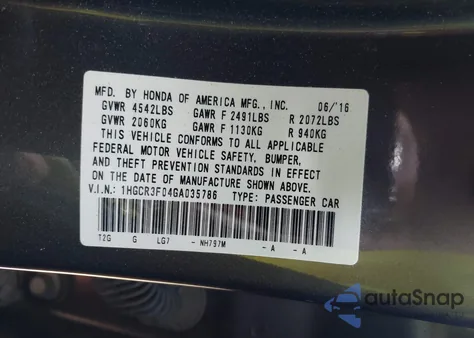 MFD. BY HONDA OF AMERICA MFG., INC. 06/'16
GVWR 4542LBS GAWR F 2491LBS R 2072LBS
GVWR 2060KG GAWR F 1130KG R 940KG
THIS VEHICLE CONFORMS TO ALL APPLICABLE
FEDERAL MOTOR VEHICLE SAFETY, BUMPER,
AND THEFT PREVENTION STANDARDS IN EFFECT
ON THE DATE OF MANUFACTURE SHOWN ABOVE.
V.I.N.: 1HGCR3F04GA035786 TYPE: PASSENGER CAR
T2G G LG7 - NH797M - A - A
autoSnap